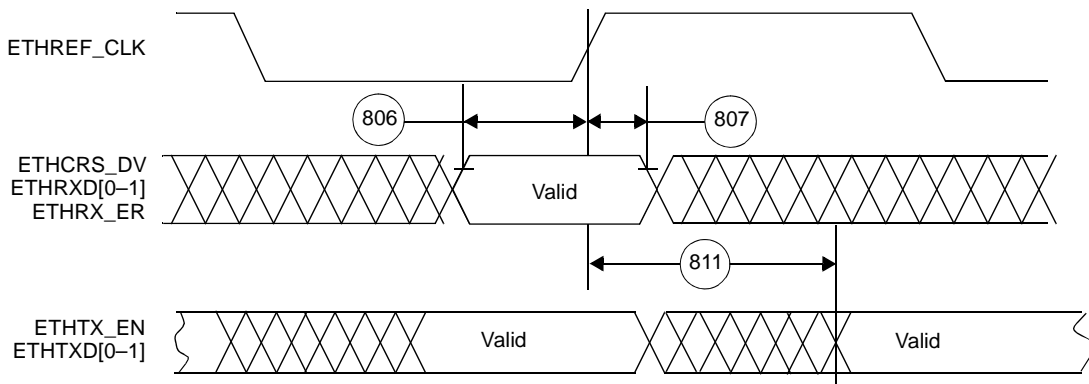 ETHREF_CLK
806
807
ETHCRS_DV
ETHRXD[0–1]
ETHRX_ER
Valid
811
ETHTX_EN
ETHTXD[0–1]
Valid
Valid